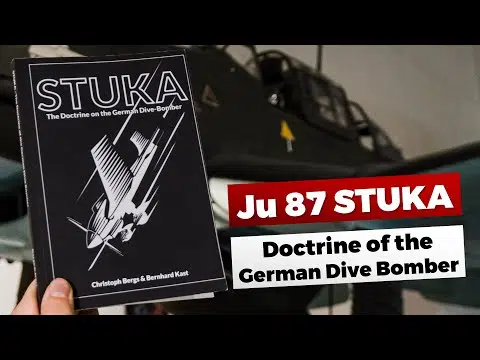 STUKA
The Doctrine on the German Dive-Bomber
Christoph Bergs & Bernhard Kast
Ju 87 STUKA
Doctrine of the
German Dive Bomber